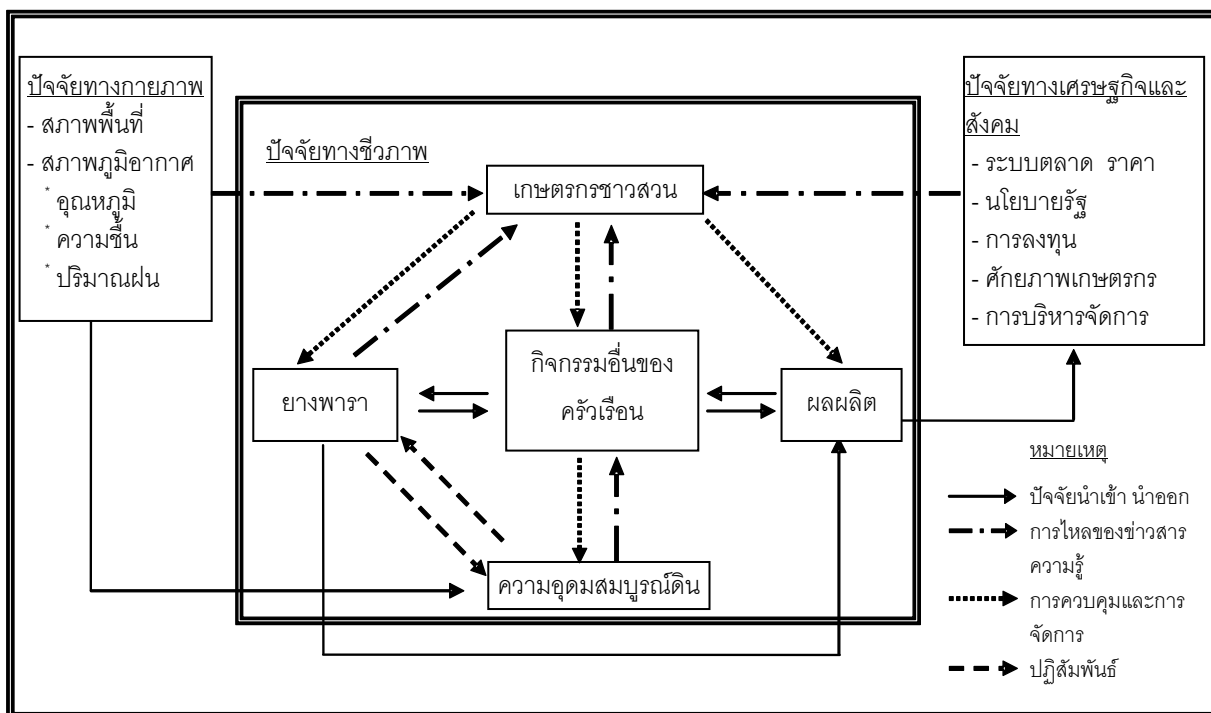 ปัจจัยทางกายภาพ
- สภาพพื้นที่
- สภาพภูมิอากาศ
* อุณหภูมิ
* ความชื้น
* ปริมาณฝน
ปัจจัยทางชีวภาพ
เกษตรกรชาวสวน
ยางพารา
กิจกรรมอื่นของ
ครัวเรือน
ผลผลิต
ความอุดมสมบูรณ์ดิน
ปัจจัยทางเศรษฐกิจและ
สังคม
- ระบบตลาด ราคา
- นโยบายรัฐ
- การลงทุน
- ศักยภาพเกษตรกร
- การบริหารจัดการ
หมายเหตุ
ปัจจัยนำเข้า นำออก
การไหลของข่าวสาร
ความรู้
การควบคุมและการ
จัดการ
ปฏิสัมพันธ์